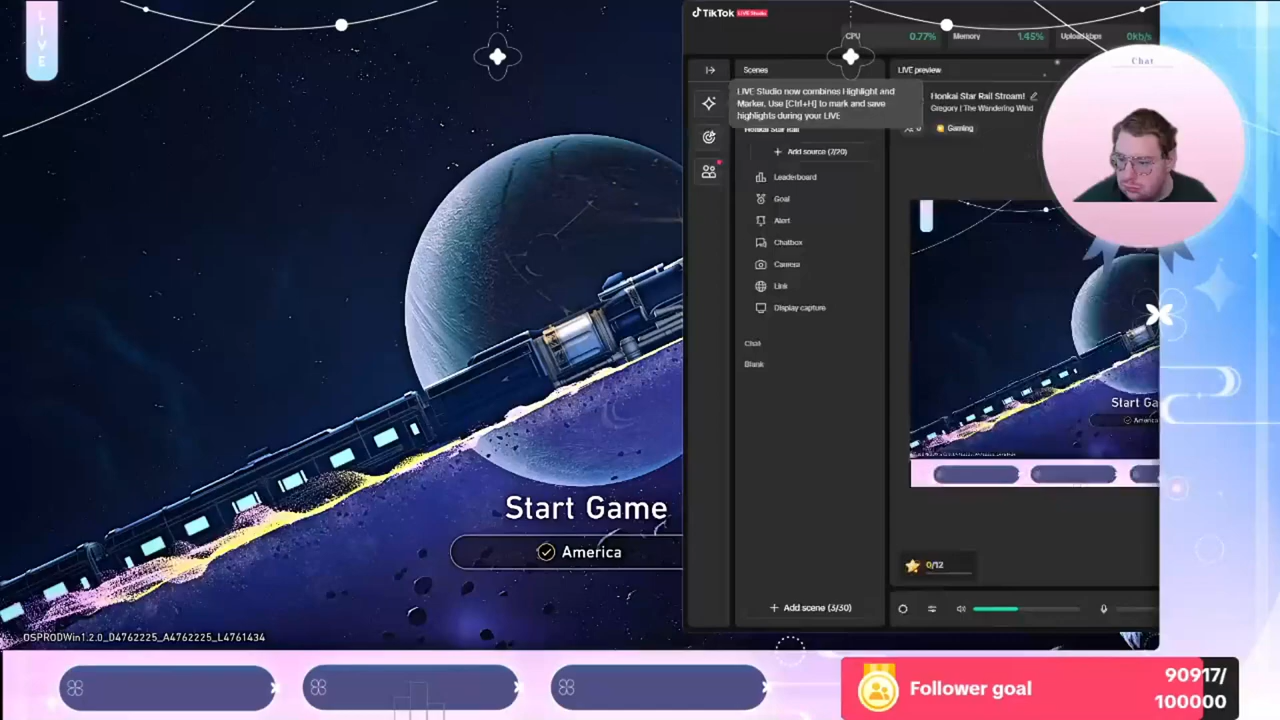 LIVE
TikTok LIVE Studio
CPU 0.77% Memory 1.45% Upload kbps 0kb/s
Chat
Scenes
LIVE preview
LIVE Studio now combines Highlight and
Marker. Use [Ctrl+H] to mark and save
highlights during your LIVE
Honkai Star Rail Stream!
Gregory | The Wandering Wind
Gaming
Honkai Star Rail
+ Add source (7/20)
Leaderboard
Goal
Alert
Chatbox
Camera
Link
Display capture
Chat
Blank
Start Ga
America
Start Game
America
0/12
+ Add scene (3/30)
OSPRODWin1.2.0_D4762225_A4762225_L4761434
Follower goal
90917/
100000